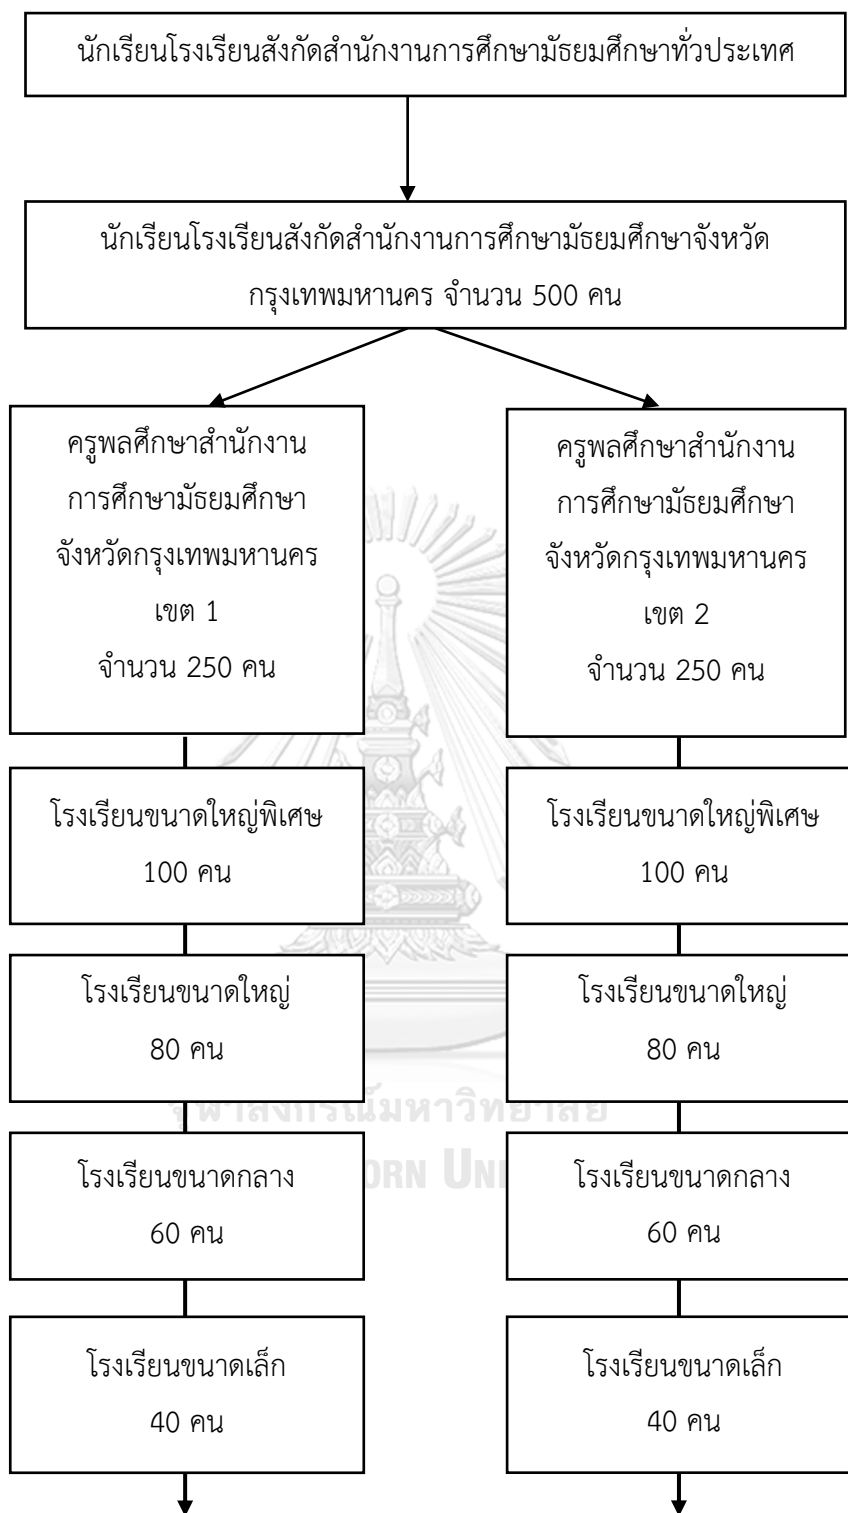 นักเรียนโรงเรียนสังกัดสำนักงานการศึกษามัธยมศึกษาทั่วประเทศ
นักเรียนโรงเรียนสังกัดสำนักงานการศึกษามัธยมศึกษาจังหวัด
กรุงเทพมหานคร จำนวน 500 คน
ครูพลศึกษาสำนักงาน
การศึกษามัธยมศึกษา
จังหวัดกรุงเทพมหานคร
เขต 1
จำนวน 250 คน
ครูพลศึกษาสำนักงาน
การศึกษามัธยมศึกษา
จังหวัดกรุงเทพมหานคร
เขต 2
จำนวน 250 คน
โรงเรียนขนาดใหญ่พิเศษ
100 คน
โรงเรียนขนาดใหญ่พิเศษ
100 คน
โรงเรียนขนาดใหญ่
80 คน
โรงเรียนขนาดใหญ่
80 คน
จุฬาลงกรณ์มหาวิทยาลัย
โรงเรียนขนาดกลาง
60 คน
โรงเรียนขนาดกลาง
60 คน
โรงเรียนขนาดเล็ก
40 คน
โรงเรียนขนาดเล็ก
40 คน